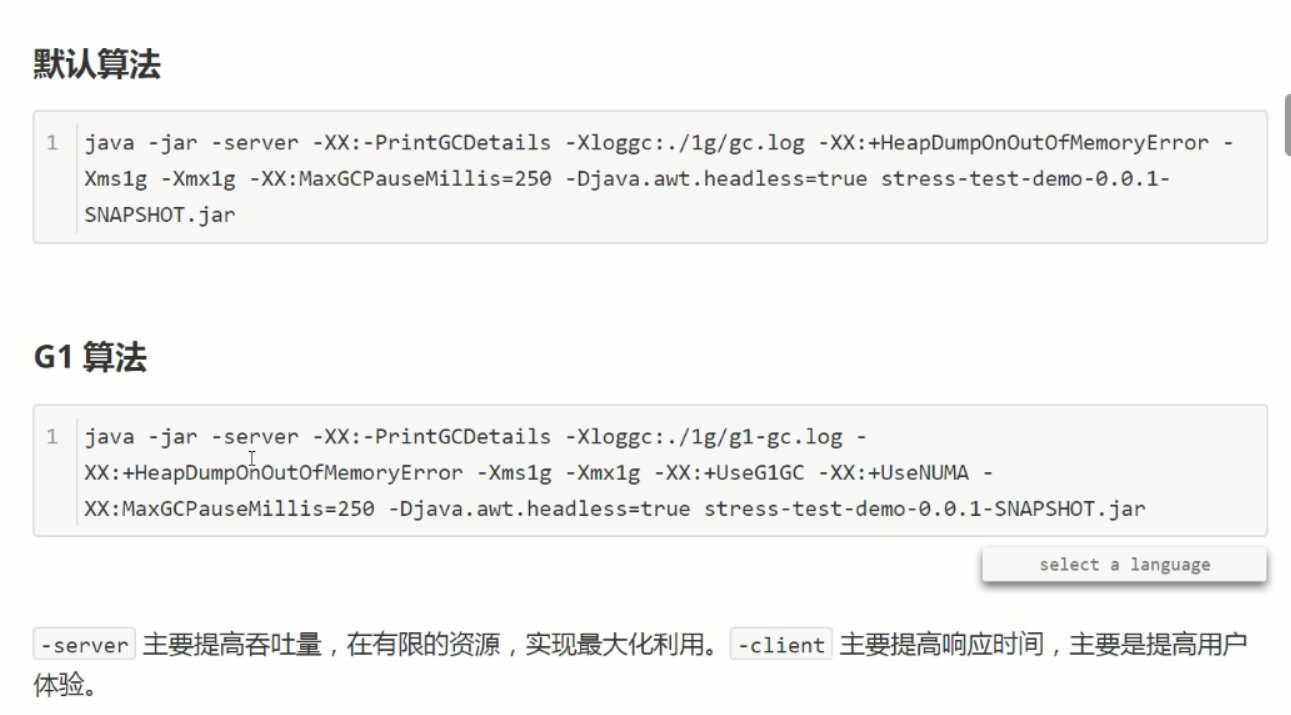 默认算法
1 java -jar -server -XX:-PrintGCDetails -Xloggc:./1g/gc.log -XX:+HeapDumpOnOutOfMemoryError -
Xms1g -Xmx1g -XX:MaxGCPauseMillis=250 -Djava.awt.headless=true stress-test-demo-0.0.1-
SNAPSHOT.jar
G1 算法
1 java -jar -server -XX:-PrintGCDetails -Xloggc:./1g/g1-gc.log -
XX:+HeapDumpOnOutOfMemoryError -Xms1g -Xmx1g -XX:+UseG1GC -XX:+UseNUMA -
XX:MaxGCPauseMillis=250 -Djava.awt.headless=true stress-test-demo-0.0.1-SNAPSHOT.jar
select a language
-server 主要提高吞吐量，在有限的资源，实现最大化利用。-client 主要提高响应时间，主要是提高用户
体验。